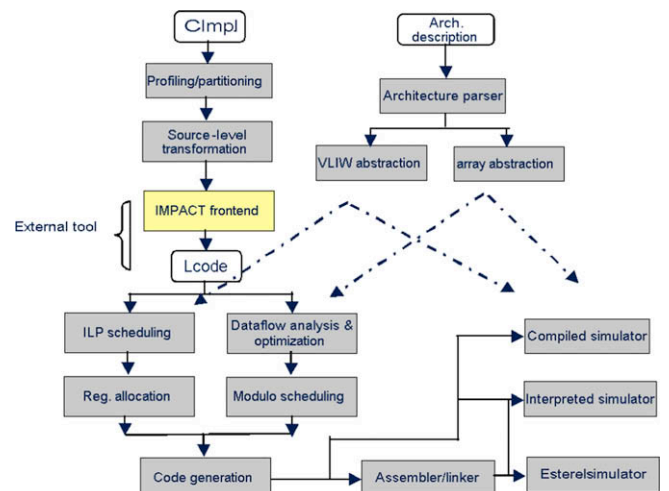 CImpl
Arch.
description
Profiling/partitioning
Architecture parser
Source-level
transformation
VLIW abstraction
array abstraction
IMPACT frontend
External tool
Lcode
ILP scheduling
Dataflow analysis &
optimization
Compiled simulator
Reg. allocation
Modulo scheduling
Interpreted simulator
Code generation
Assembler/linker
Esterelsimulator